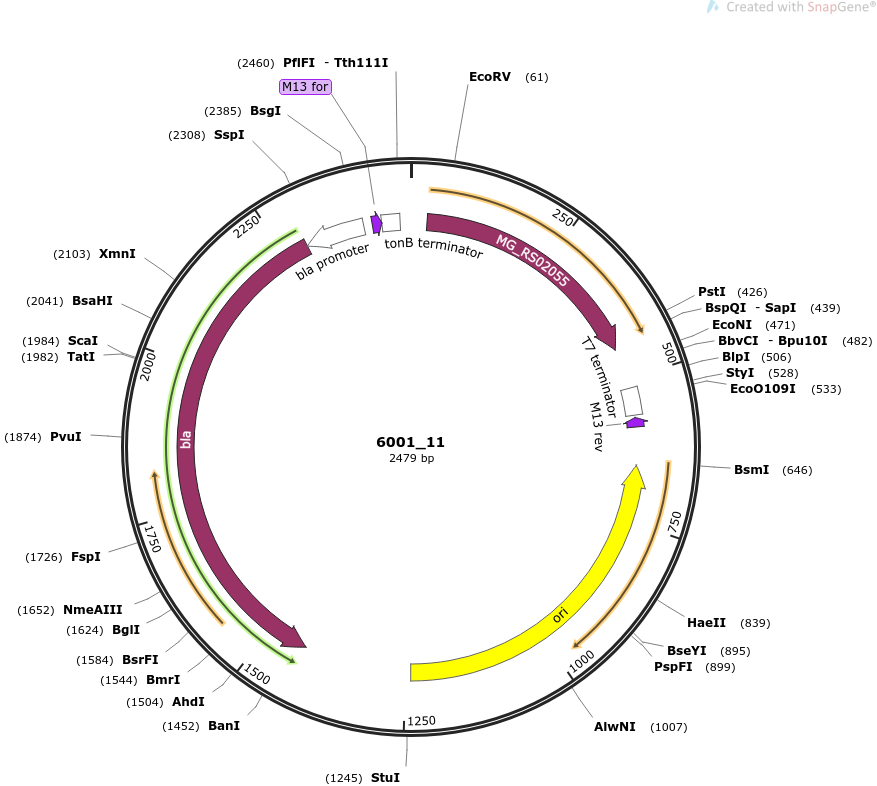 Created with SnapGene®
(2460) PflFI - Tth111I
EcoRV (61)
M13 for
(2385) BsgI
(2308) SspI
250
2250
MG_RS02055
bla promoter
tonB terminator
(2103) XmnI
(2041) BsaHI
(1984) ScaI
(1982) TatI
2000
PstI (426)
BspQI - SapI (439)
EcoNI (471)
BbvCI - Bpu10I (482)
BlpI (506)
StyI (528)
EcoO109I (533)
500
T7 terminator
M13 rev
(1874) PvuI
bla
6001_11
2479 bp
BsmI (646)
750
1750
(1726) FspI
(1652) NmeAIII
(1624) BglI
(1584) BsrFI
(1544) BmrI
(1504) AhdI
(1452) BanI
1500
ori
HaeII (839)
BseYI (895)
PspFI (899)
1000
AlwNI (1007)
1250
(1245) StuI